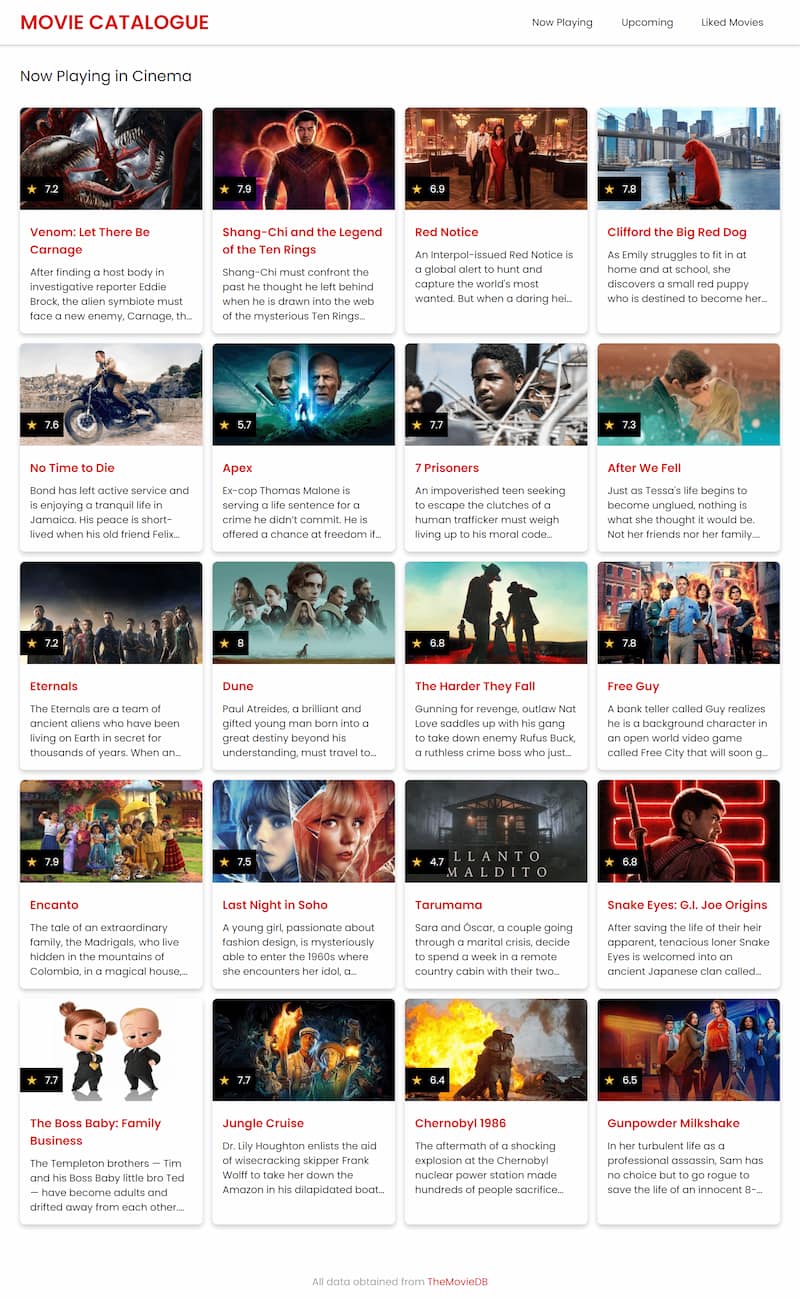 MOVIE CATALOGUE
Now Playing
Upcoming
Liked Movies
Now Playing in Cinema
7.2
7.9
6.9
7.8
Venom: Let There Be
Carnage
After finding a host body in
investigative reporter Eddie
Brock, the alien symbiote must
face a new enemy, Carnage, th...
Shang-Chi and the Legend
of the Ten Rings
Shang-Chi must confront the
past he thought he left behind
when he is drawn into the web
of the mysterious Ten Rings...
Red Notice
An Interpol-issued Red Notice is
a global alert to hunt and
capture the world's most
wanted. But when a daring hei...
Clifford the Big Red Dog
As Emily struggles to fit in at
home and at school, she
discovers a small red puppy
who is destined to become her...
7.6
5.7
7.7
7.3
No Time to Die
Bond has left active service and
is enjoying a tranquil life in
Jamaica. His peace is short-
lived when his old friend Felix...
Apex
Ex-cop Thomas Malone is
serving a life sentence for a
crime he didn't commit. He is
offered a chance at freedom if...
7 Prisoners
An impoverished teen seeking
to escape the clutches of a
human trafficker must weigh
living up to his moral code...
After We Fell
Just as Tessa's life begins to
become unglued, nothing is
what she thought it would be.
Not her friends nor her family....
7.2
8
6.8
7.8
Eternals
The Eternals are a team of
ancient aliens who have been
living on Earth in secret for
thousands of years. When an...
Dune
Paul Atreides, a brilliant and
gifted young man born into a
great destiny beyond his
understanding, must travel to...
The Harder They Fall
Gunning for revenge, outlaw Nat
Love saddles up with his gang
to take down enemy Rufus Buck,
a ruthless crime boss who just...
Free Guy
A bank teller called Guy realizes
he is a background character in
an open world video game
called Free City that will soon g...
7.9
7.5
4.7
LLANTO
MALDITO
6.8
Encanto
The tale of an extraordinary
family, the Madrigals, who live
hidden in the mountains of
Colombia, in a magical house,...
Last Night in Soho
A young girl, passionate about
fashion design, is mysteriously
able to enter the 1960s where
she encounters her idol, a...
Tarumama
Sara and Óscar, a couple going
through a marital crisis, decide
to spend a week in a remote
country cabin with their two...
Snake Eyes: G.I. Joe Origins
After saving the life of their heir
apparent, tenacious loner Snake
Eyes is welcomed into an
ancient Japanese clan called...
7.7
7.7
6.4
6.5
The Boss Baby: Family
Business
The Templeton brothers — Tim
and his Boss Baby little bro Ted
— have become adults and
drifted away from each other....
Jungle Cruise
Dr. Lily Houghton enlists the aid
of wisecracking skipper Frank
Wolff to take her down the
Amazon in his dilapidated boat...
Chernobyl 1986
The aftermath of a shocking
explosion at the Chernobyl
nuclear power station made
hundreds of people sacrifice...
Gunpowder Milkshake
In her turbulent life as a
professional assassin, Sam has
no choice but to go rogue to
save the life of an innocent 8-...
All data obtained from TheMovieDB